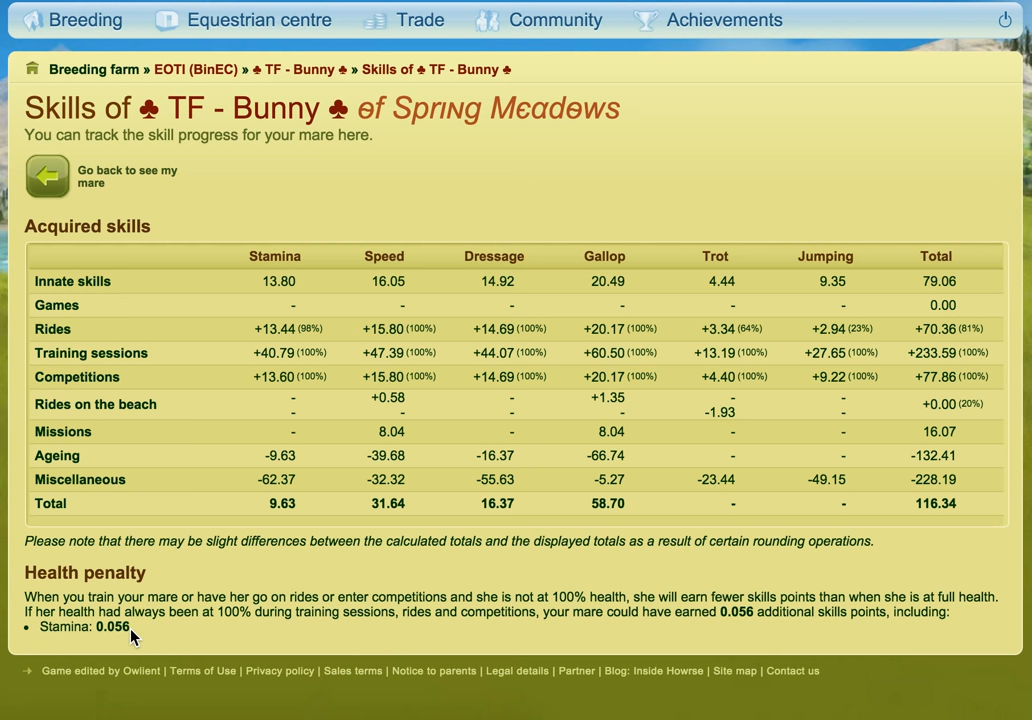 Breeding Equestrian centre Trade Community Achievements
Breeding farm » EOTI (BinEC) » ♣ TF - Bunny ♣ » Skills of ♣ TF - Bunny ♣
Skills of ♣ TF - Bunny ♣ ɵf Sprıɴg Mєαdɵws
You can track the skill progress for your mare here.
Go back to see my
mare
Acquired skills
Stamina Speed Dressage Gallop Trot Jumping Total
Innate skills 13.80 16.05 14.92 20.49 4.44 9.35 79.06
Games - - - - - - 0.00
Rides +13.44 (98%) +15.80 (100%) +14.69 (100%) +20.17 (100%) +3.34 (64%) +2.94 (23%) +70.36 (81%)
Training sessions +40.79 (100%) +47.39 (100%) +44.07 (100%) +60.50 (100%) +13.19 (100%) +27.65 (100%) +233.59 (100%)
Competitions +13.60 (100%) +15.80 (100%) +14.69 (100%) +20.17 (100%) +4.40 (100%) +9.22 (100%) +77.86 (100%)
- +0.58 - +1.35 - -
Rides on the beach +0.00 (20%)
- - - - -1.93 -
Missions - 8.04 - 8.04 - - 16.07
Ageing -9.63 -39.68 -16.37 -66.74 - - -132.41
Miscellaneous -62.37 -32.32 -55.63 -5.27 -23.44 -49.15 -228.19
Total 9.63 31.64 16.37 58.70 - - 116.34
Please note that there may be slight differences between the calculated totals and the displayed totals as a result of certain rounding operations.
Health penalty
When you train your mare or have her go on rides or enter competitions and she is not at 100% health, she will earn fewer skills points than when she is at full health.
If her health had always been at 100% during training sessions, rides and competitions, your mare could have earned 0.056 additional skills points, including:
• Stamina: 0.056
Game edited by Owlient | Terms of Use | Privacy policy | Sales terms | Notice to parents | Legal details | Partner | Blog: Inside Howrse | Site map | Contact us